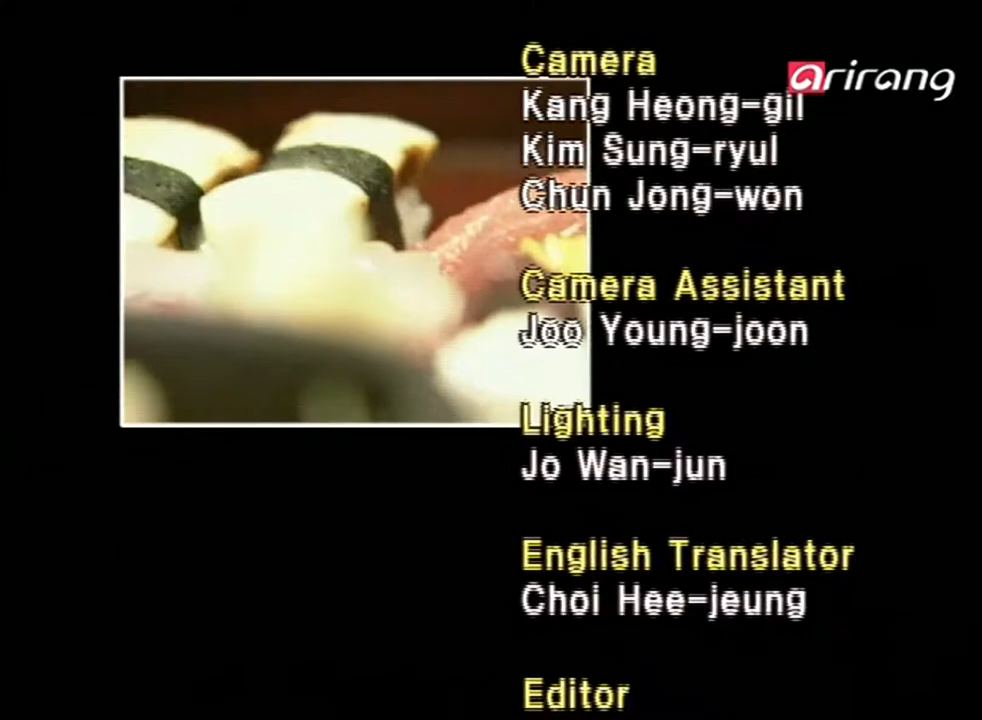 Camera
arirang
Kang Heong-gil
Kim Sung-ryul
Chun Jong-won
Camera Assistant
Joo Young-joon
Lighting
Jo Wan-jun
English Translator
Choi Hee-jeung
Editor